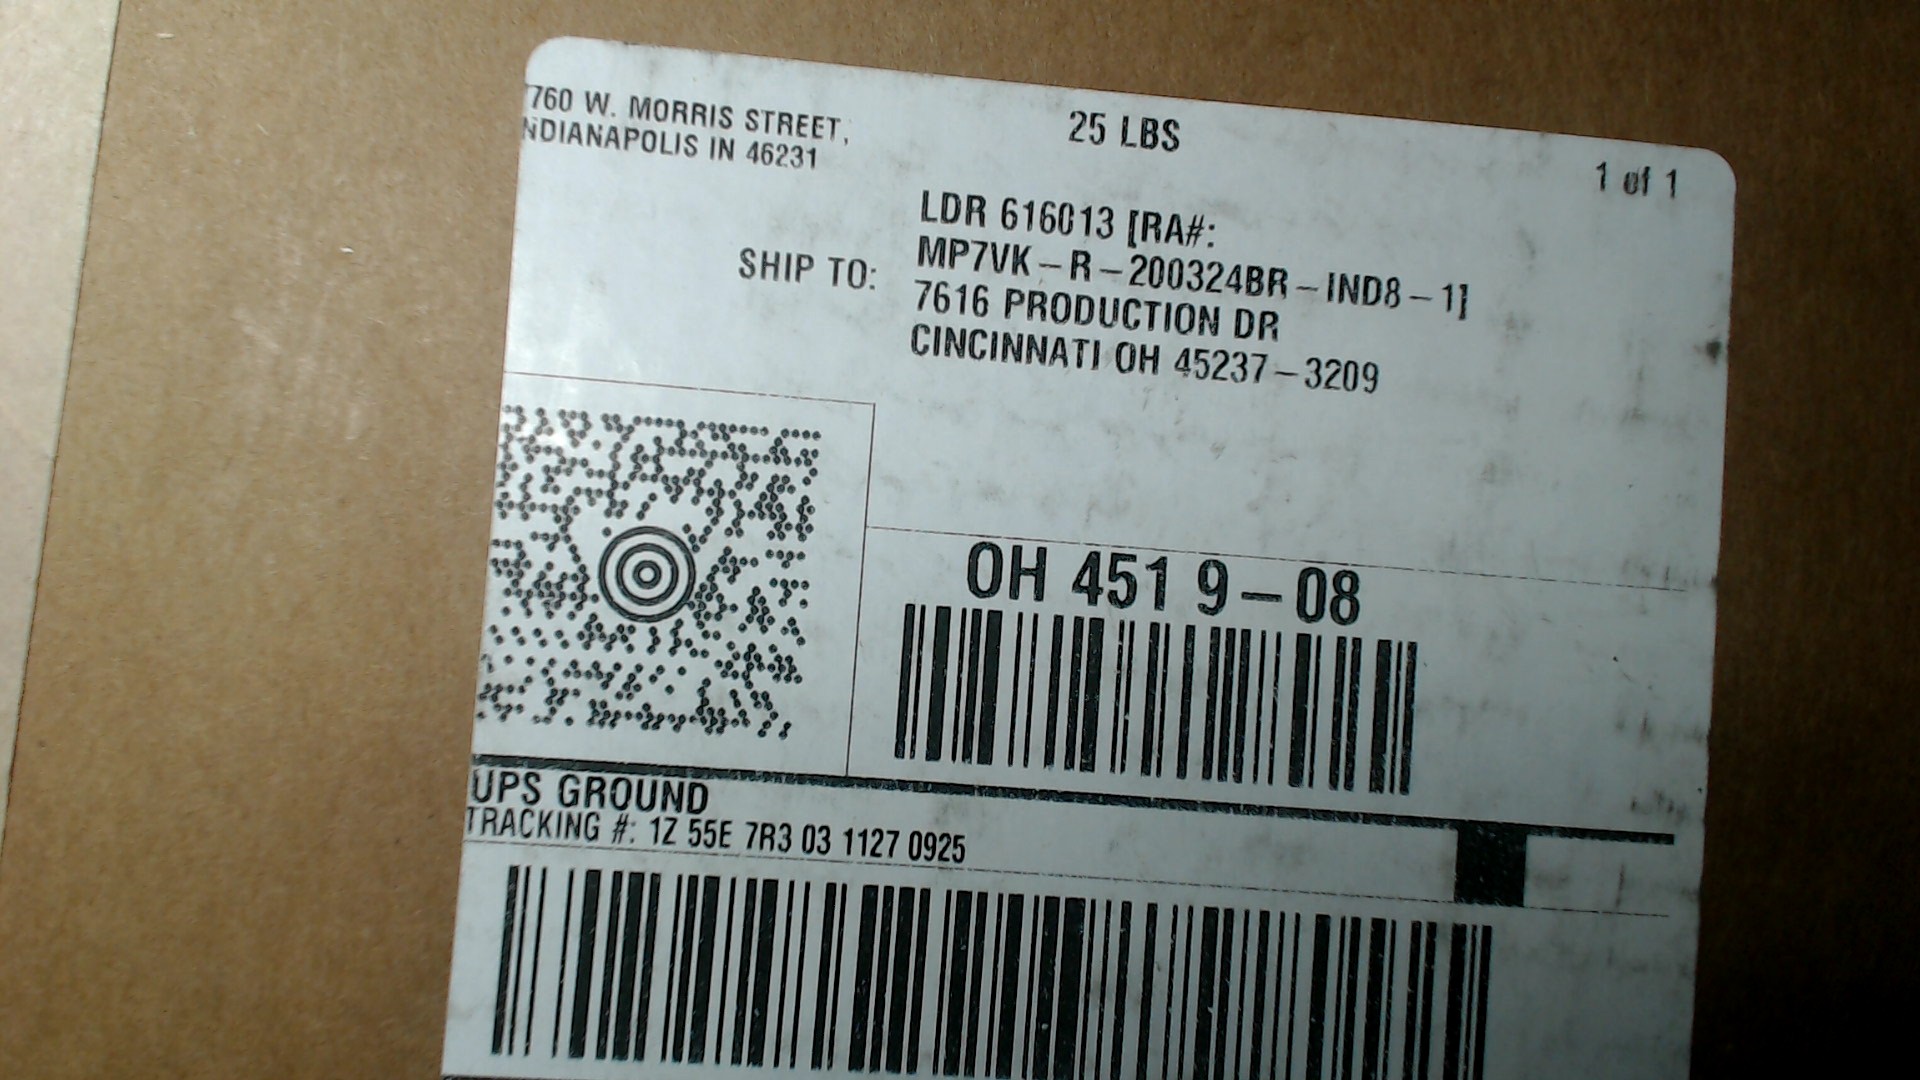 760 W. MORRIS STREET,
NDIANAPOLIS IN 46231
25 LBS
1 of 1
SHIP TO:
LDR 616013 [RA#:
MP7VK-R-200324BR-IND8-1]
7616 PRODUCTION DR
CINCINNATI OH 45237-3209
OH 451 9-08
UPS GROUND
TRACKING #: 1Z 55E 7R3 03 1127 0925